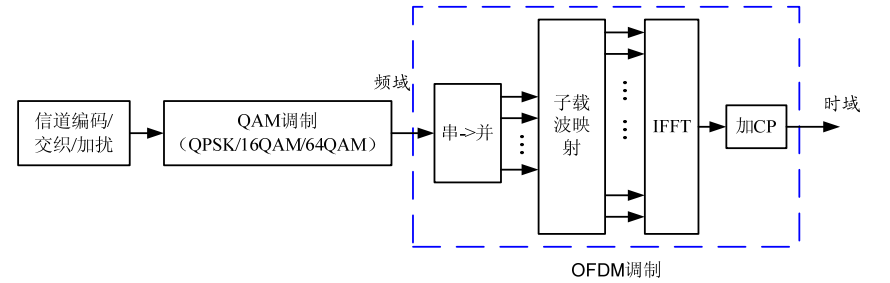 频域
时域
信道编码/
交织/加扰
QAM调制
（QPSK/16QAM/64QAM）
串->并
子载
波映
射
IFFT
加CP
OFDM调制